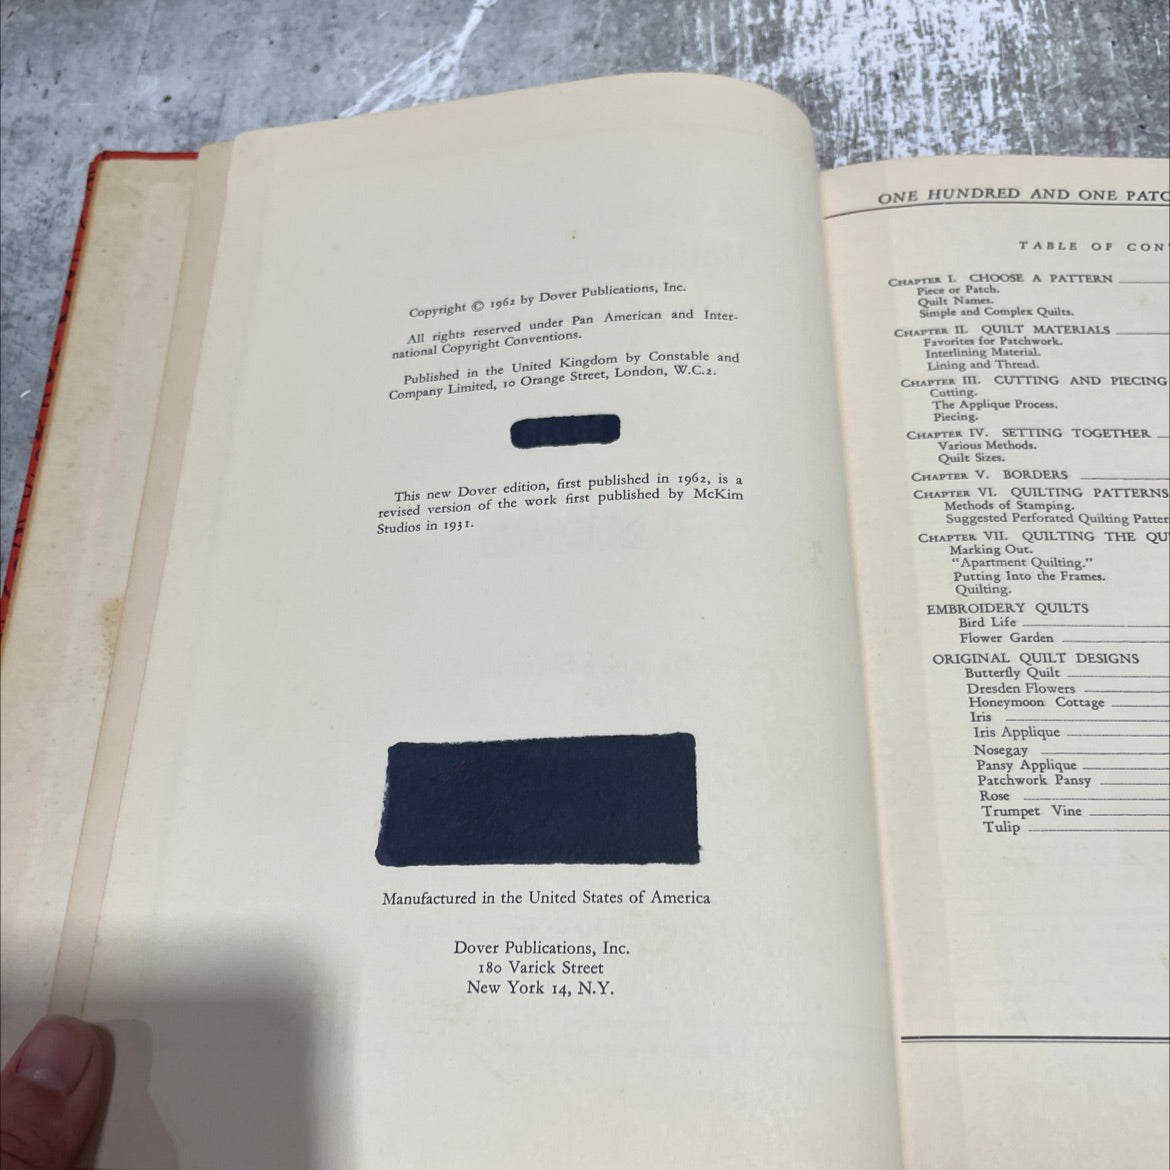 Copyright © 1962 by Dover Publications, Inc.
All rights reserved under Pan American and Inter-
national Copyright Conventions.
Published in the United Kingdom by Constable and
Company Limited, 10 Orange Street, London, W.C.2.
This new Dover edition, first published in 1962, is a
revised version of the work first published by McKim
Studios in 1931.
Manufactured in the United States of America
Dover Publications, Inc.
180 Varick Street
New York 14, N.Y.
ONE HUNDRED AND ONE PATC
TABLE OF CON
CHAPTER I. CHOOSE A PATTERN
Piece or Patch.
Quilt Names.
Simple and Complex Quilts.
CHAPTER II. QUILT MATERIALS
Favorites for Patchwork.
Interlining Material.
Lining and Thread.
CHAPTER III. CUTTING AND PIECING
Cutting.
The Applique Process.
Piecing.
CHAPTER IV. SETTING TOGETHER
Various Methods.
Quilt Sizes.
CHAPTER V. BORDERS
CHAPTER VI. QUILTING PATTERNS
Methods of Stamping.
Suggested Perforated Quilting Patter
CHAPTER VII. QUILTING THE QU
Marking Out.
"Apartment Quilting."
Putting Into the Frames.
Quilting.
EMBROIDERY QUILTS
Bird Life
Flower Garden
ORIGINAL QUILT DESIGNS
Butterfly Quilt
Dresden Flowers
Honeymoon Cottage
Iris
Iris Applique
Nosegay
Pansy Applique
Patchwork Pansy
Rose
Trumpet Vine
Tulip